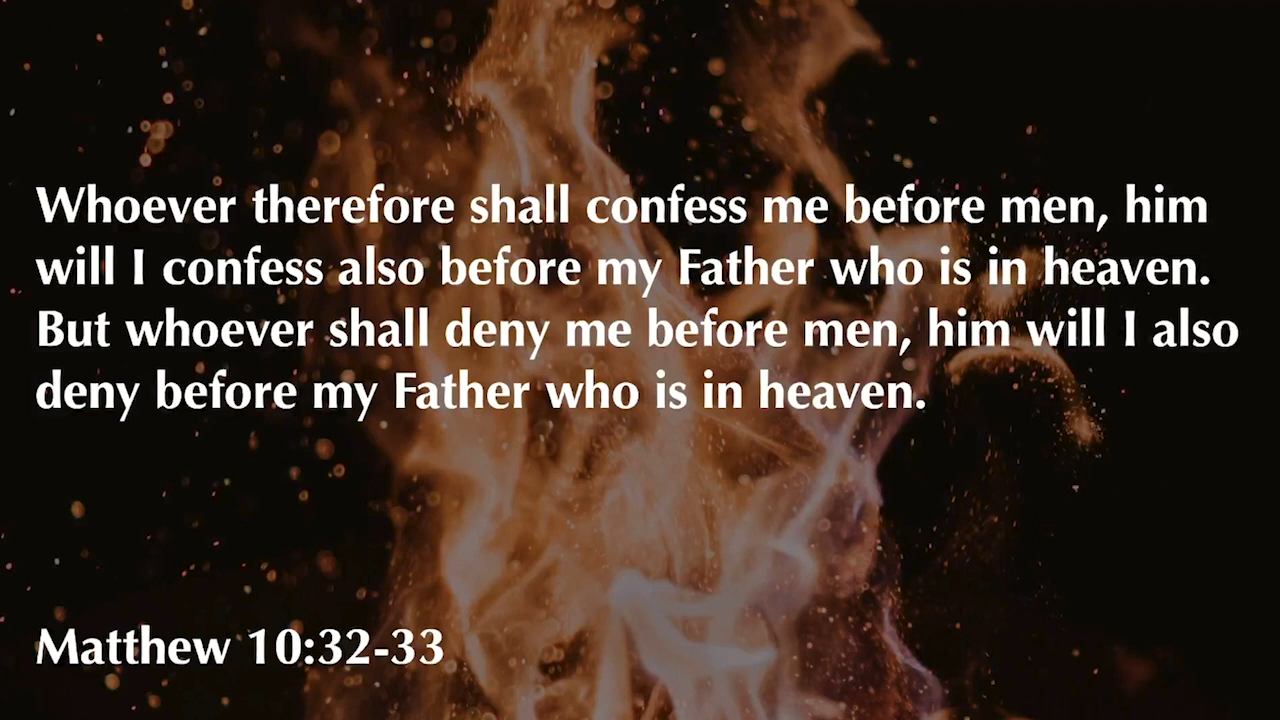 Whoever therefore shall confess me before men, him
will I confess also before my Father who is in heaven.
But whoever shall deny me before men, him will I also
deny before my Father who is in heaven.
Matthew 10:32-33